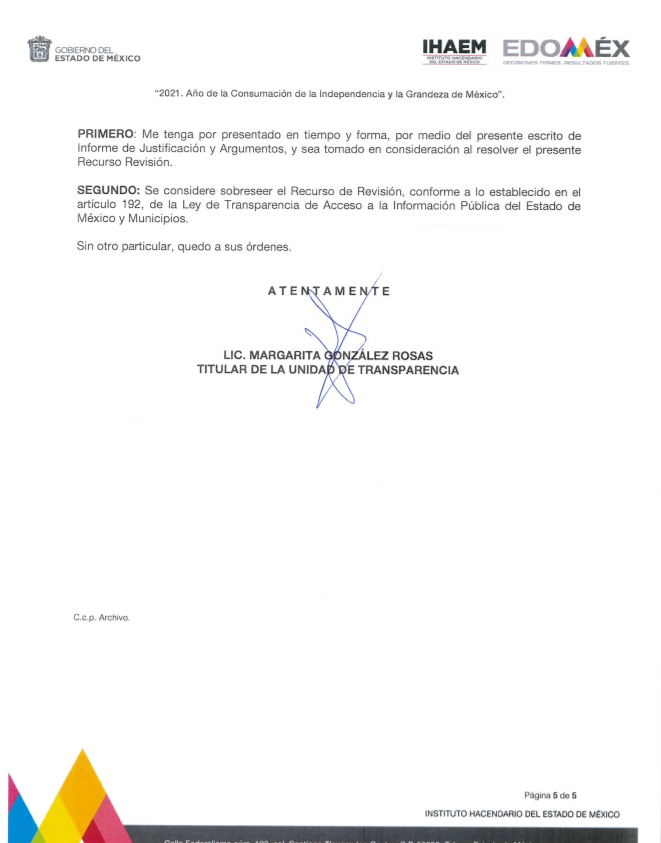 GOBIERNO DEL
ESTADO DE MÉXICO
IHAEM
INSTITUTO HACENDARIO
DEL ESTADO DE MÉXICO
EDOMÉX
DECISIONES FIRMES, RESULTADOS FUERTES.
“2021. Año de la Consumación de la Independencia y la Grandeza de México”.
PRIMERO: Me tenga por presentado en tiempo y forma, por medio del presente escrito de
Informe de Justificación y Argumentos, y sea tomado en consideración al resolver el presente
Recurso Revisión.
SEGUNDO: Se considere sobreseer el Recurso de Revisión, conforme a lo establecido en el
artículo 192, de la Ley de Transparencia de Acceso a la Información Pública del Estado de
México y Municipios.
Sin otro particular, quedo a sus órdenes.
A T E N T A M E N T E
LIC. MARGARITA GONZÁLEZ ROSAS
TITULAR DE LA UNIDAD DE TRANSPARENCIA
C.c.p. Archivo.
Página 5 de 5
INSTITUTO HACENDARIO DEL ESTADO DE MÉXICO